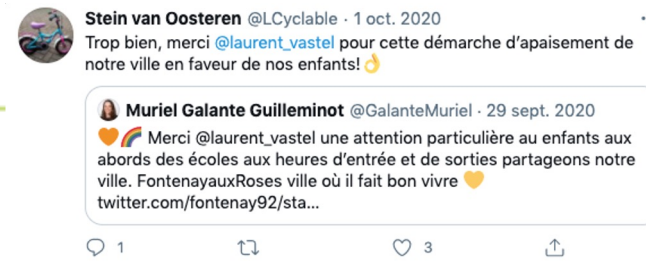 Stein van Oosteren @LCyclable · 1 oct. 2020
Trop bien, merci @laurent_vastel pour cette démarche d’apaisement de
notre ville en faveur de nos enfants!👌
Muriel Galante Guilleminot @GalanteMuriel · 29 sept. 2020
🧡🌈 Merci @laurent_vastel une attention particulière au enfants aux
abords des écoles aux heures d’entrée et de sorties partageons notre
ville. FontenayauxRoses ville où il fait bon vivre 💛
twitter.com/fontenay92/sta...
1 3